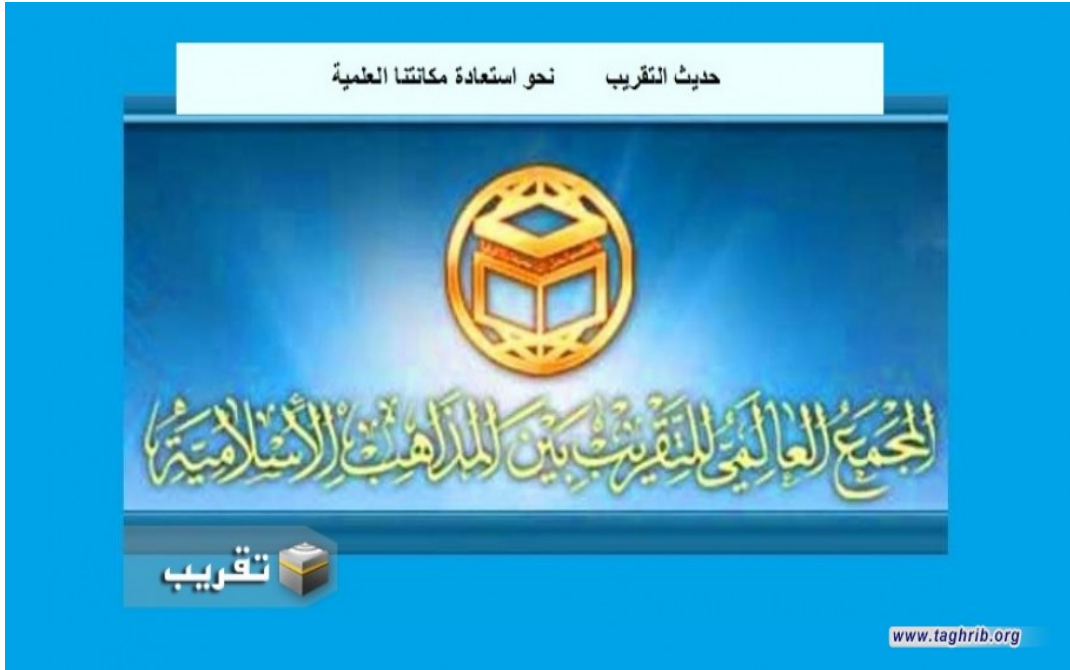 حديث التقريب نحو استعادة مكانتنا العلمية
المجمع العالمي للتقريب بين المذاهب الإسلامية
تقريب
www.taghrib.org